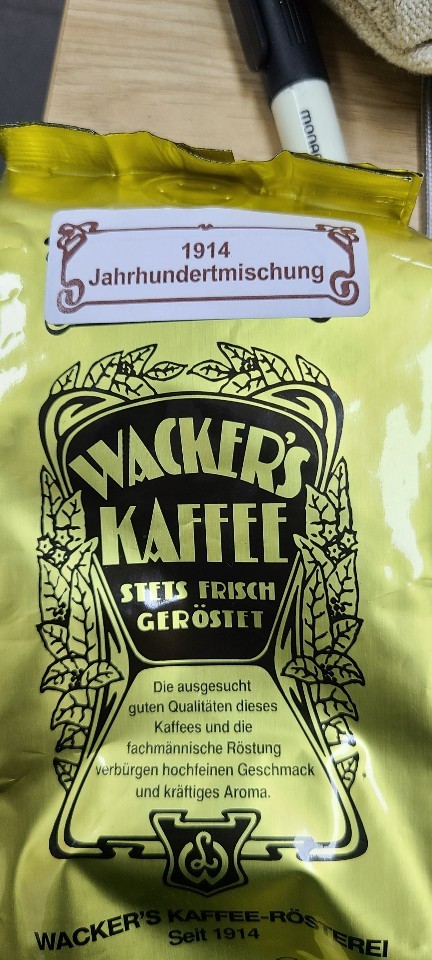 1914
Jahrhundertmischung
WACKER'S
KAFFEE
STETS FRISCH
GERÖSTET
Die ausgesucht
guten Qualitäten dieses
Kaffees und die
fachmännische Röstung
verbürgen hochfeinen Geschmack
und kräftiges Aroma.
WACKER'S KAFFEE-RÖSTEREI
Seit 1914